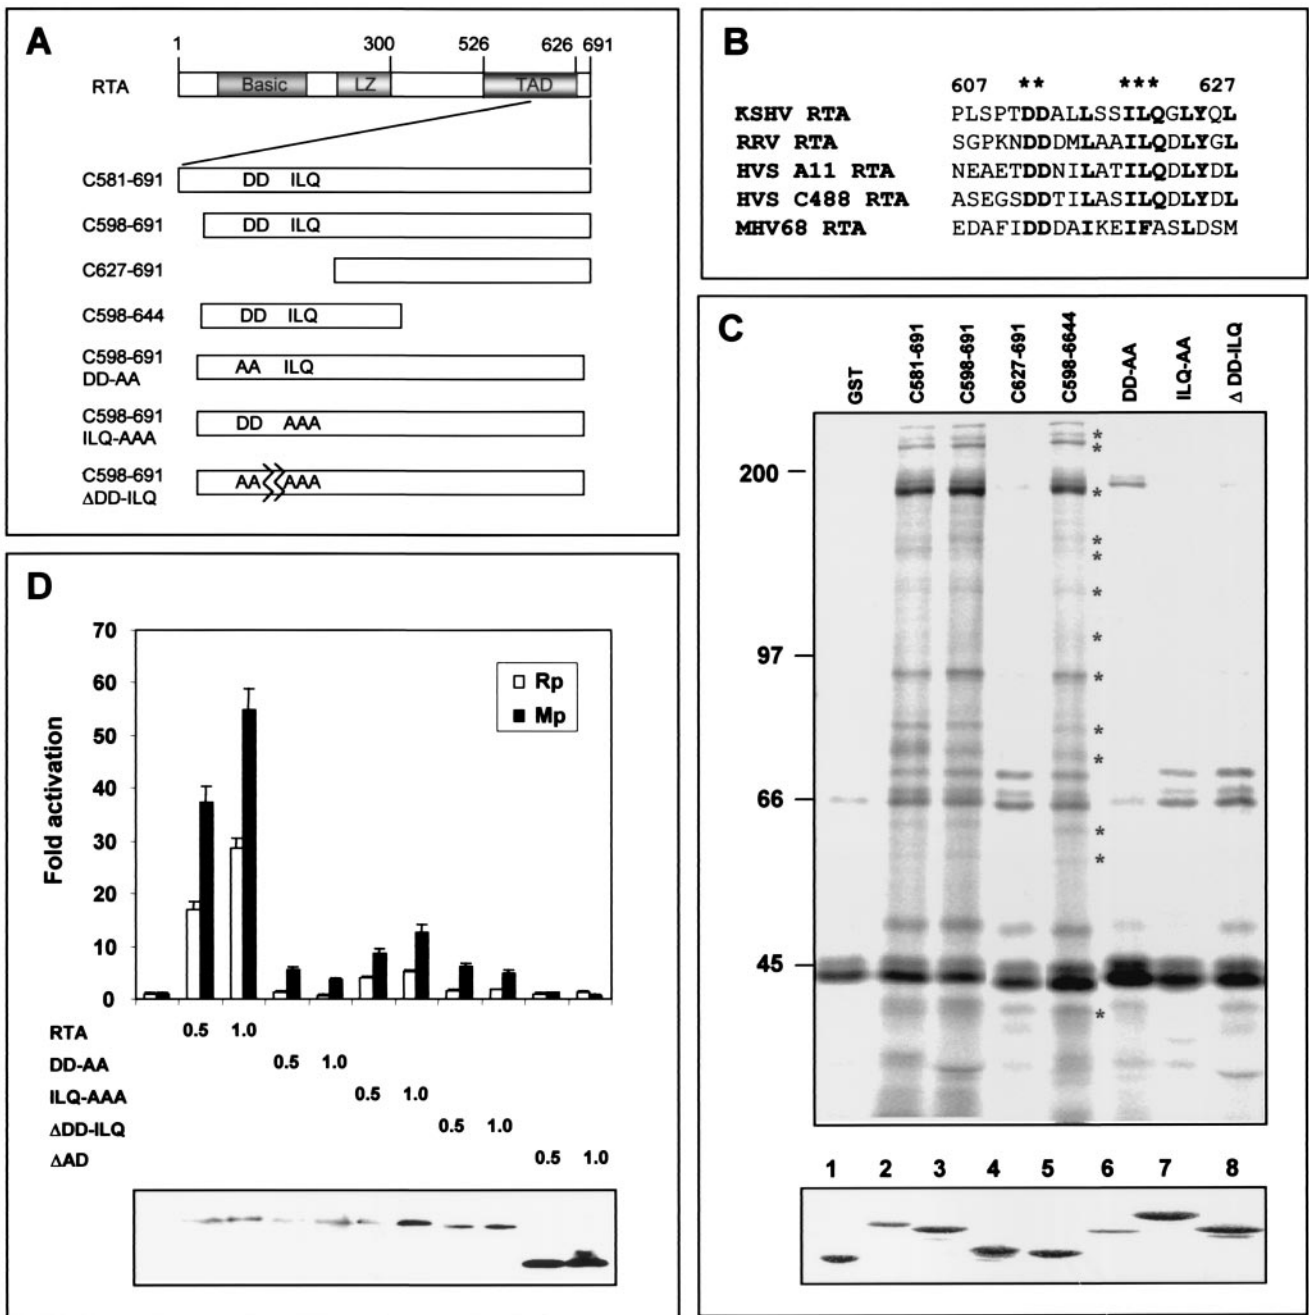 A
1 300 526 626 691
RTA Basic LZ TAD
C581-691 DD ILQ
C598-691 DD ILQ
C627-691
C598-644 DD ILQ
C598-691
DD-AA
AA ILQ
C598-691
ILQ-AAA
DD AAA
C598-691
ΔDD-ILQ
AA AAA
B
607 ** *** 627
KSHV RTA PLSPTDDALLLSSILQGLYQL
RRV RTA SGPKNDDDMLAAILQDLYGL
HVS A11 RTA NEAETDDNILATILQDLYDL
HVS C488 RTA ASEGSDDTILASILQDLYDL
MHV68 RTA EDAFIDDDAIKEIFASLDSM
C
GST C581-691 C598-691 C627-691 C598-6644 DD-AA ILQ-AA Δ DD-ILQ
200
*
*
*
*
*
*
97
*
*
*
*
66
*
*
45
*
1 2 3 4 5 6 7 8
D
Fold activation
70
60
50
40
30
20
10
0
Rp
Mp
RTA 0.5 1.0
DD-AA 0.5 1.0
ILQ-AAA 0.5 1.0
ΔDD-ILQ 0.5 1.0
ΔAD 0.5 1.0